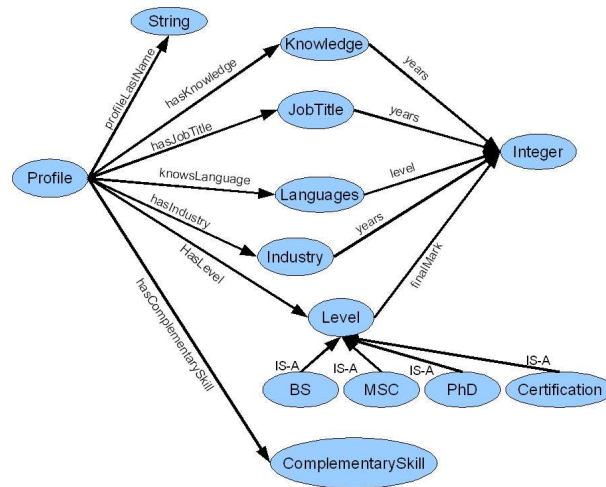 String
profileLastName
Knowledge
hasKnowledge
years
JobTitle
hasJobTitle
years
Integer
Profile
knowsLanguage
Languages
level
hasIndustry
years
Industry
HasLevel
finalMark
hasComplementarySkill
Level
IS-A
IS-A
IS-A
IS-A
BS
MSC
PhD
Certification
ComplementarySkill